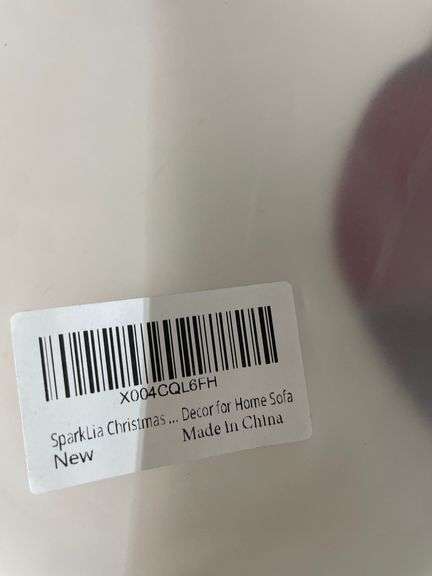 X004CQL6FH
SparkLia Christmas ... Decor for Home Sofa
New
Made In China